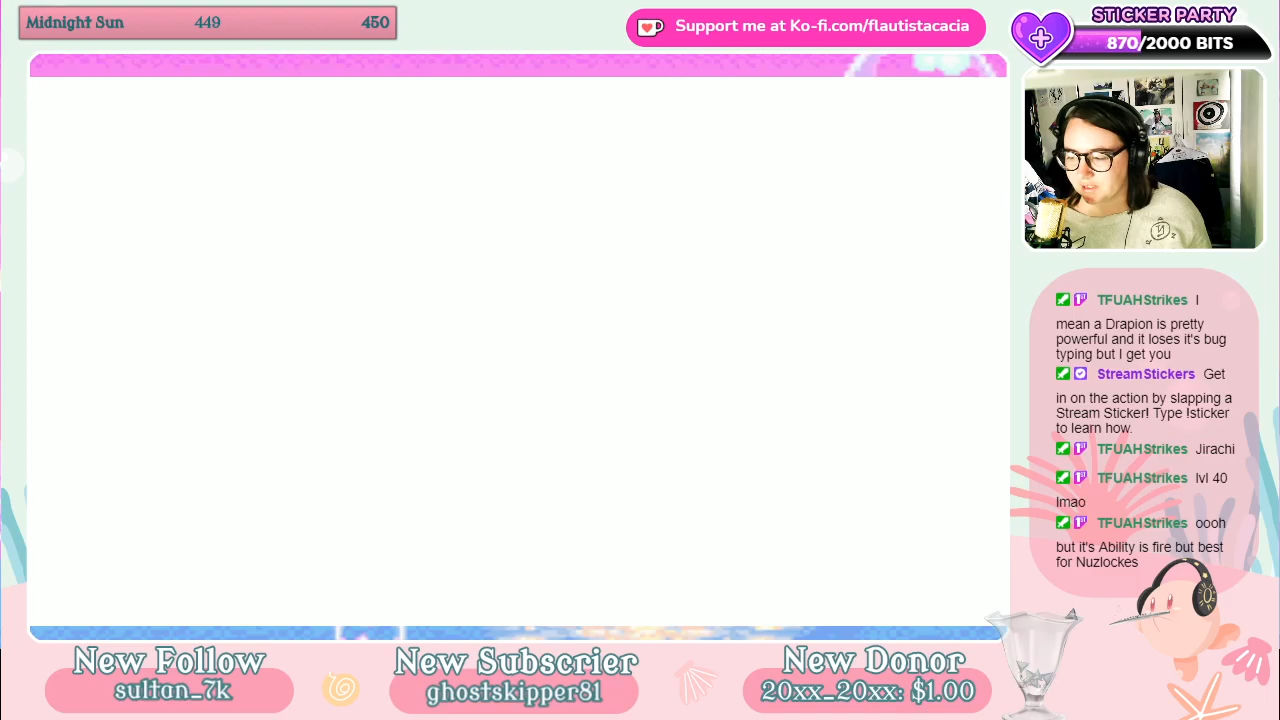 Midnight Sun 449 450
Support me at Ko-fi.com/flautistacacia
STICKER PARTY
870/2000 BITS
TFUAHStrikes I
mean a Drapion is pretty
powerful and it loses it's bug
typing but I get you
StreamStickers Get
in on the action by slapping a
Stream Sticker! Type !sticker
to learn how.
TFUAHStrikes Jirachi
TFUAHStrikes lvl 40
lmao
TFUAHStrikes oooh
but it's Ability is fire but best
for Nuzlockes
New Follow
sultan_7k
New Subscrier
ghostskipper81
New Donor
20xx_20xx: $1.00